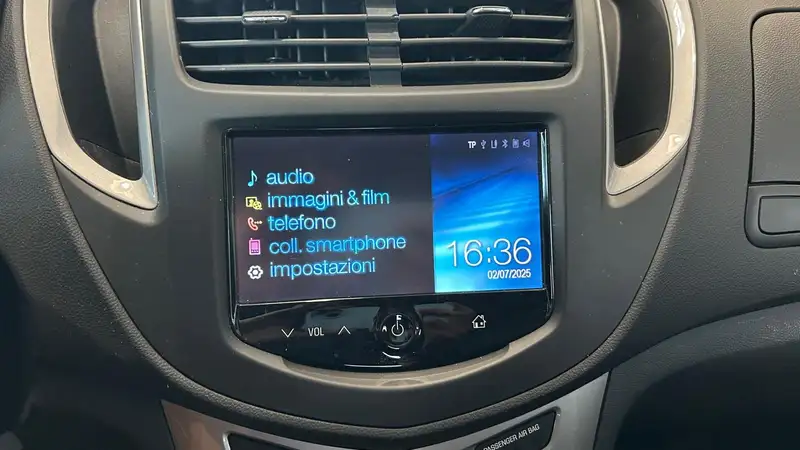 TP
audio
immagini & film
telefono
coll. smartphone
impostazioni
16:36
02/07/2025
VOL
PASSENGER AIR BAG